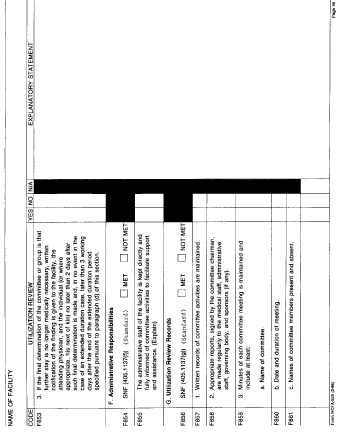 NAME OF FACILITY
CODE UTILIZATION REVIEW YES NO N/A EXPLANATORY STATEMENT
F853 3. If the final determination of the committee or group is that
further stay is no longer medically necessary, written
notification of the finding is given to the facility, the
attending physician, and the individual (or where
appropriate, his next of kin) no later than 2 days after
such final determination is made and, in no event in the
case of an extended duration case, later than 3 working
days after the end of the extended duration period
specified pursuant to paragraph (d) of this section.
F. Administrative Responsibilities
F854 SNF (405.1137(f)) (Standard) MET NOT MET
F855 The administrative staff of the facility is kept directly and
fully informed of committee activities to facilitate support
and assistance. (Explain)
G. Utilization Review Records
F856 SNF (405.1137(g)) (Standard) MET NOT MET
F857 1. Written records of committee activities are maintained.
F858 2. Appropriate reports, signed by the committee chairman,
are made regularly to the medical staff, administrative
staff, governing body, and sponsors (if any).
F859 3. Minutes of each committee meeting is maintained and
include at least:
a. Name of committee.
F860 b. Date and duration of meeting.
F861 c. Names of committee members present and absent.
Form HCFA-525 (2-86) Page 46